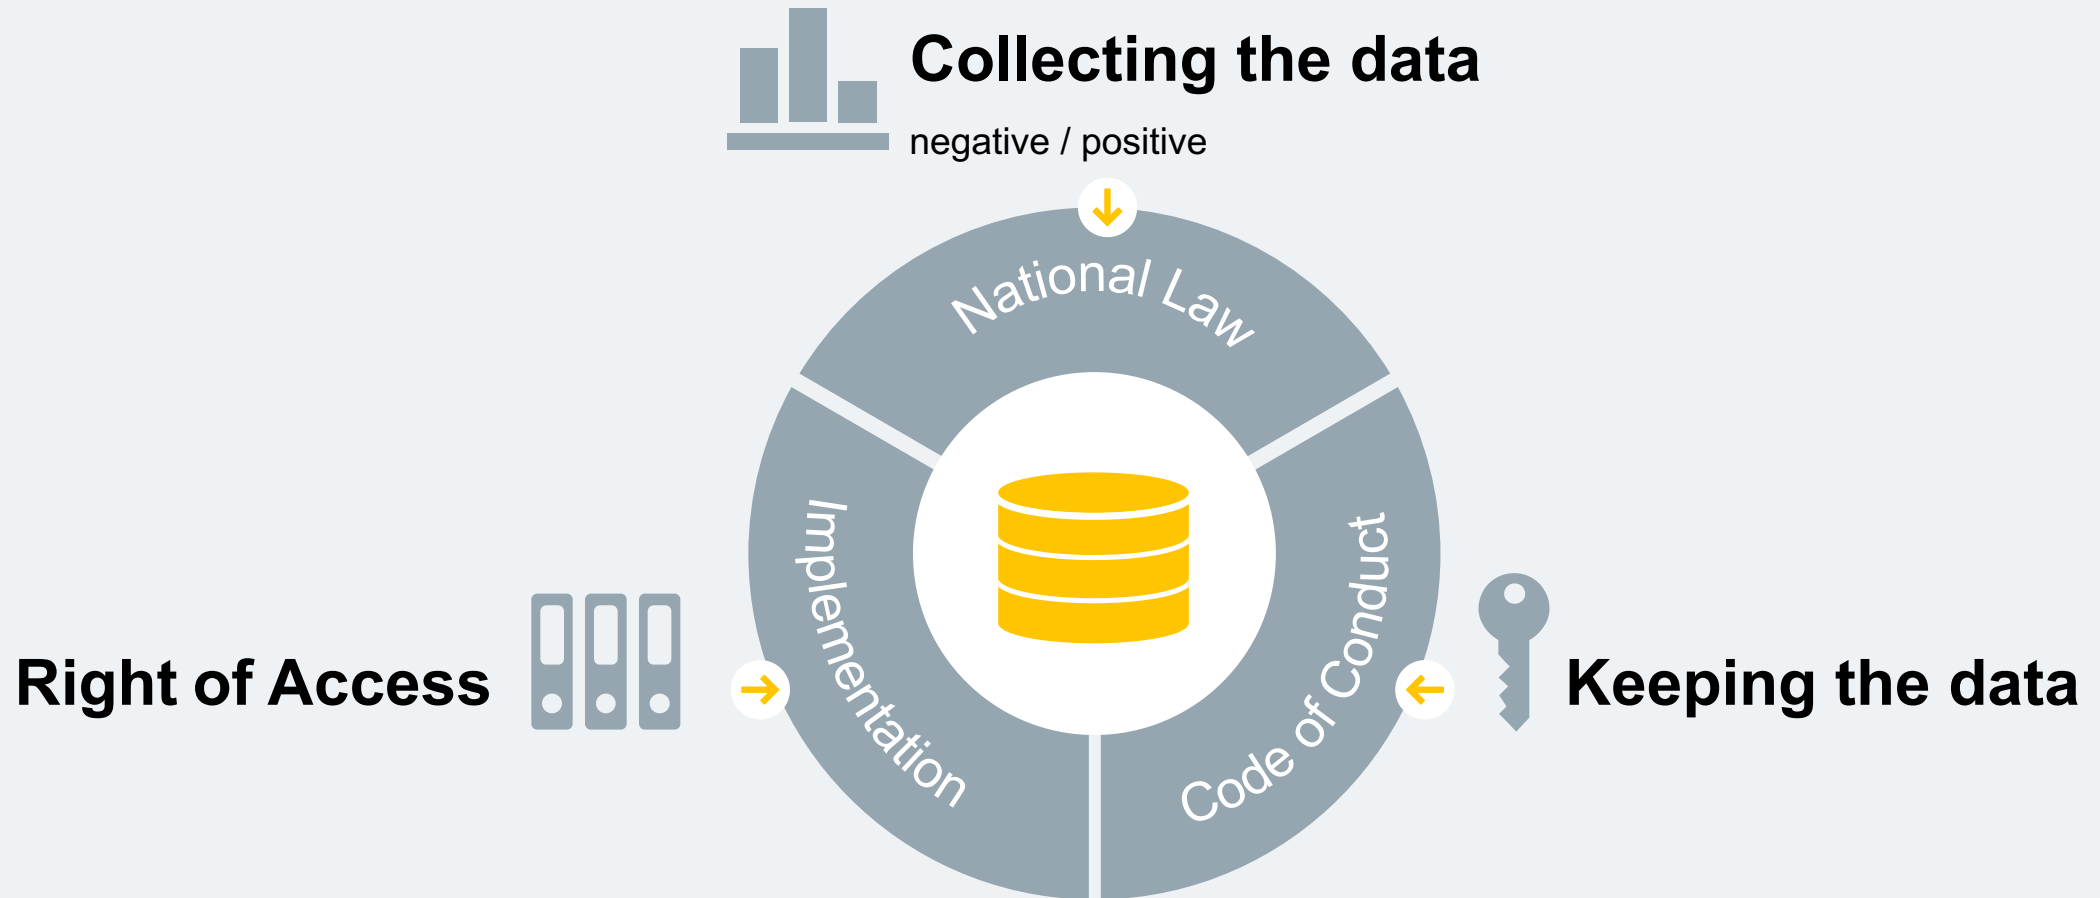 Collecting the data
negative / positive
National Law
Implementation
Code of Conduct
Right of Access
Keeping the data